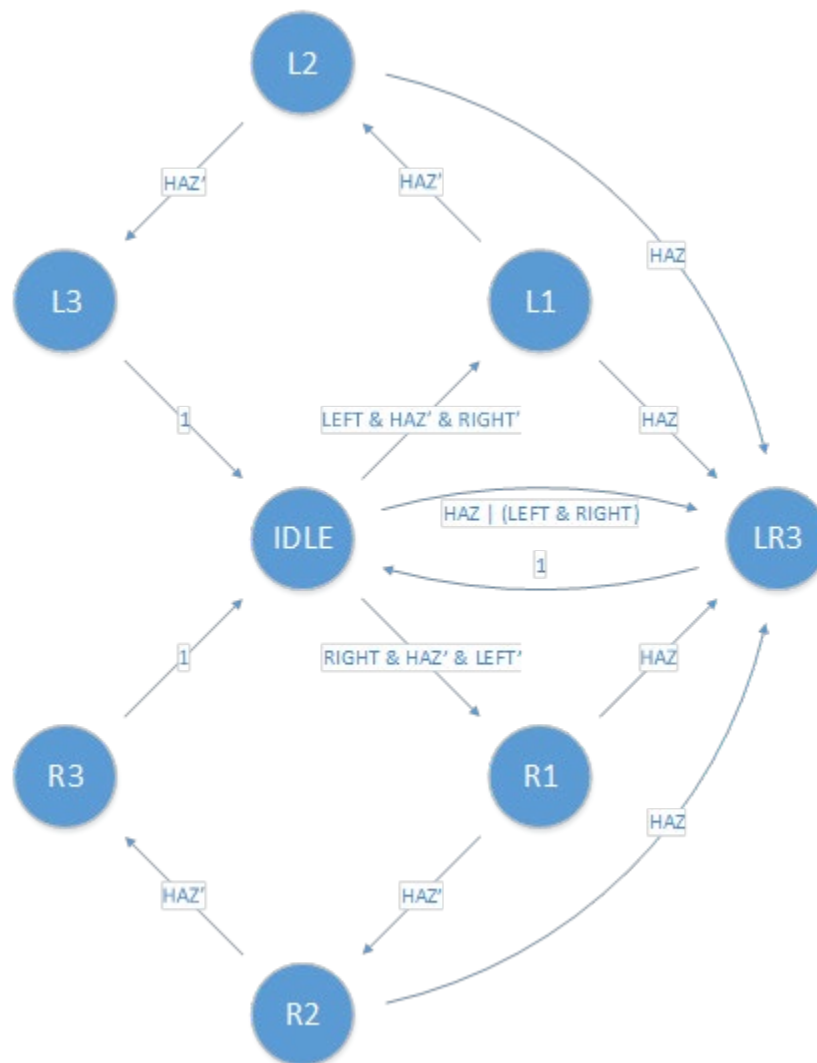 L2
HAZ'
HAZ'
HAZ
L3
L1
1
LEFT & HAZ' & RIGHT'
HAZ
IDLE
HAZ | (LEFT & RIGHT)
LR3
1
1
RIGHT & HAZ' & LEFT'
HAZ
R3
R1
HAZ
HAZ'
HAZ'
R2